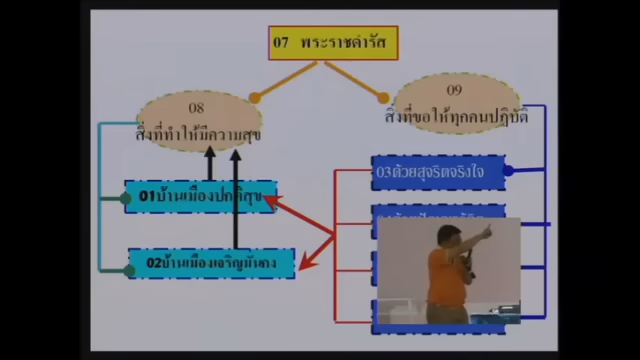 07 พระราชดำรัส
08
สิ่งที่ทำให้มีความสุข
09
สิ่งที่ขอให้ทุกคนปฏิบัติ
01บ้านเมืองปกติสุข
02บ้านเมืองเจริญมั่นคง
03ด้วยสุจริตจริงใจ